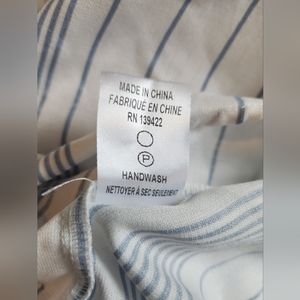 MADE IN CHINA
FABRIQUÉ EN CHINE
RN 139422
P
HANDWASH
NETTOYER À SEC SEULEMENT